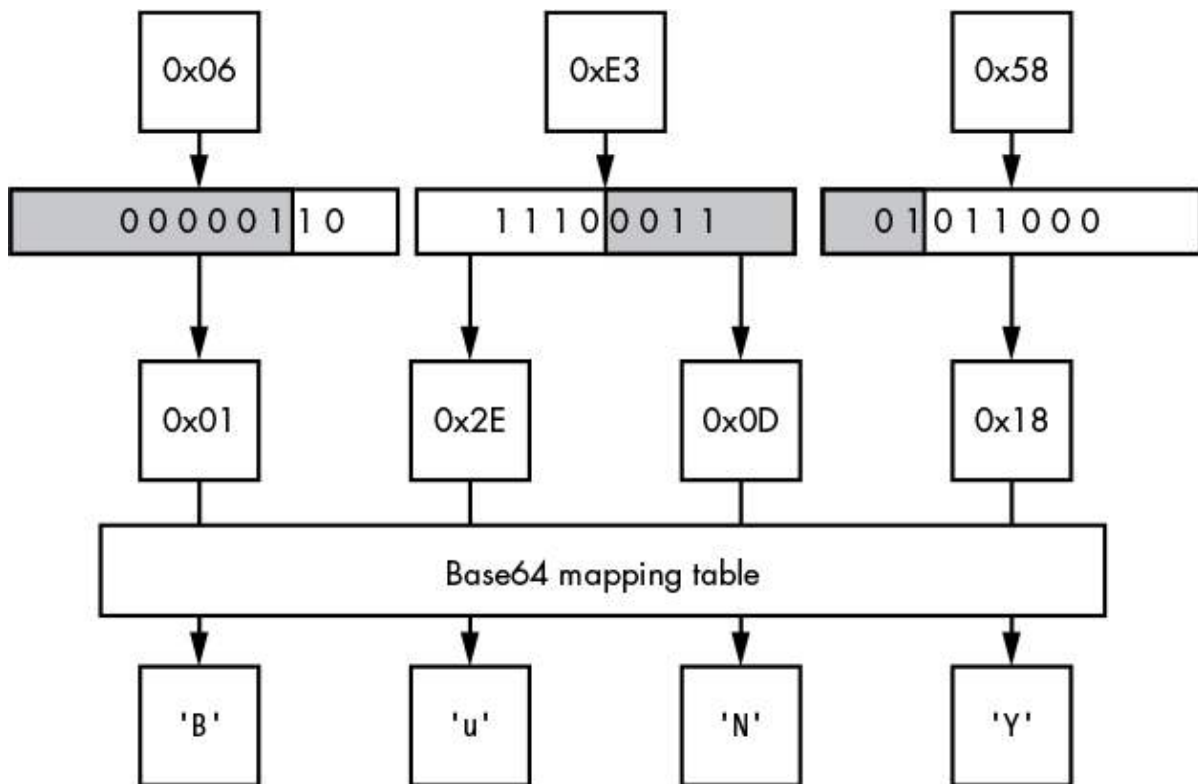 0x06 0xE3 0x58
0 0 0 0 0 1 1 0 1 1 1 0 0 0 1 1 0 1 0 1 1 0 0 0
0x01 0x2E 0x0D 0x18
Base64 mapping table
'B' 'u' 'N' 'Y'